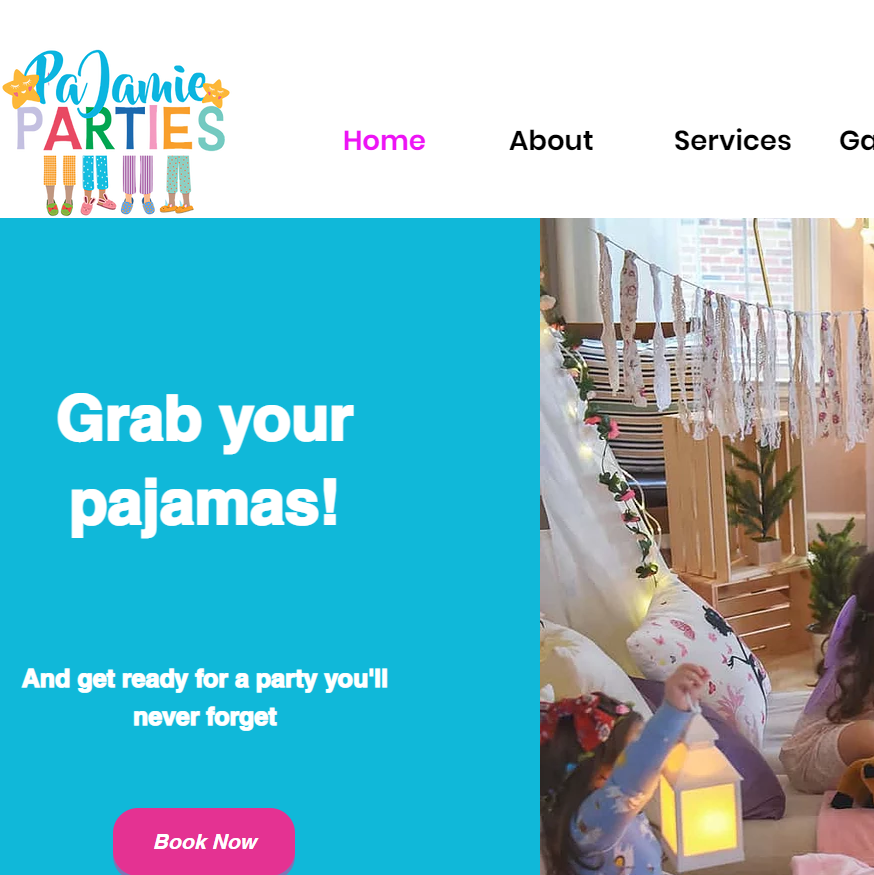 PaJamie
PARTIES
Home About Services Ga
Grab your
pajamas!
And get ready for a party you'll
never forget
Book Now